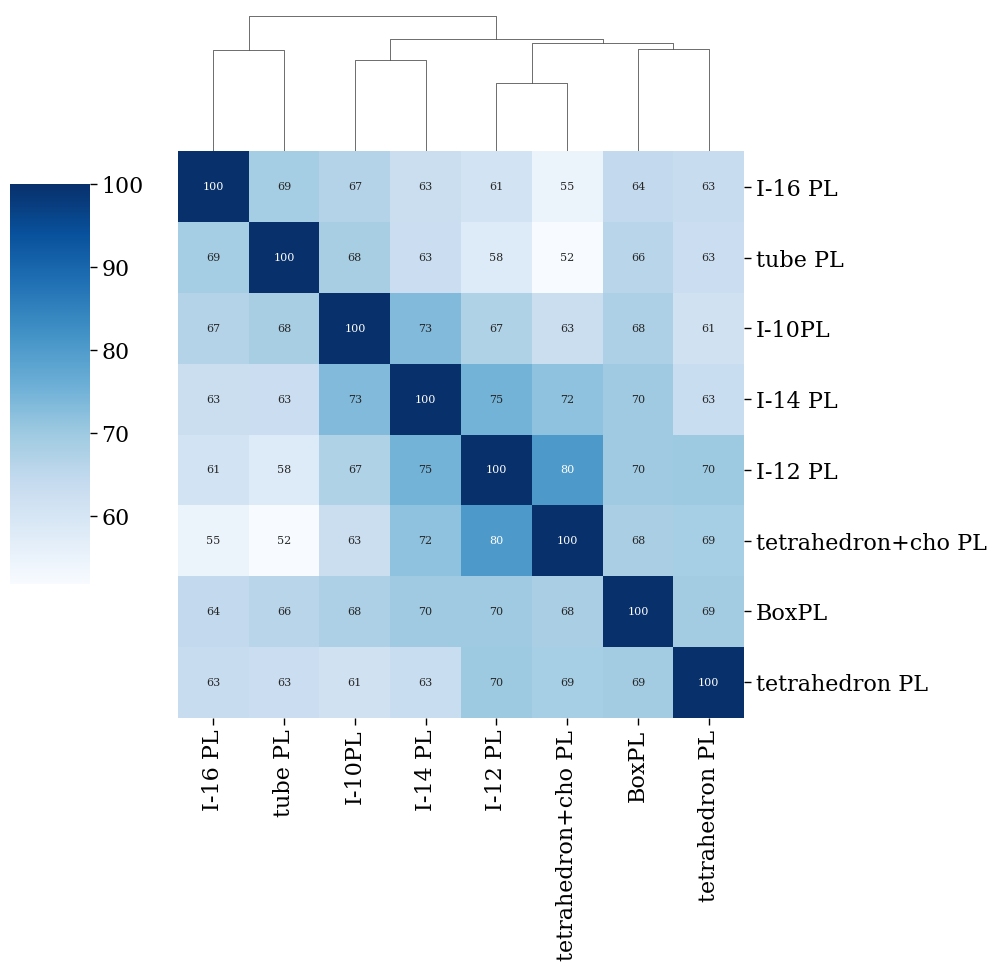 100
90
80
70
60
100 69 67 63 61 55 64 63 I-16 PL
69 100 68 63 58 52 66 63 tube PL
67 68 100 73 67 63 68 61 I-10PL
63 63 73 100 75 72 70 63 I-14 PL
61 58 67 75 100 80 70 70 I-12 PL
55 52 63 72 80 100 68 69 tetrahedron+cho PL
64 66 68 70 70 68 100 69 BoxPL
63 63 61 63 70 69 69 100 tetrahedron PL
I-16 PL
tube PL
I-10PL
I-14 PL
I-12 PL
tetrahedron+cho PL
BoxPL
tetrahedron PL